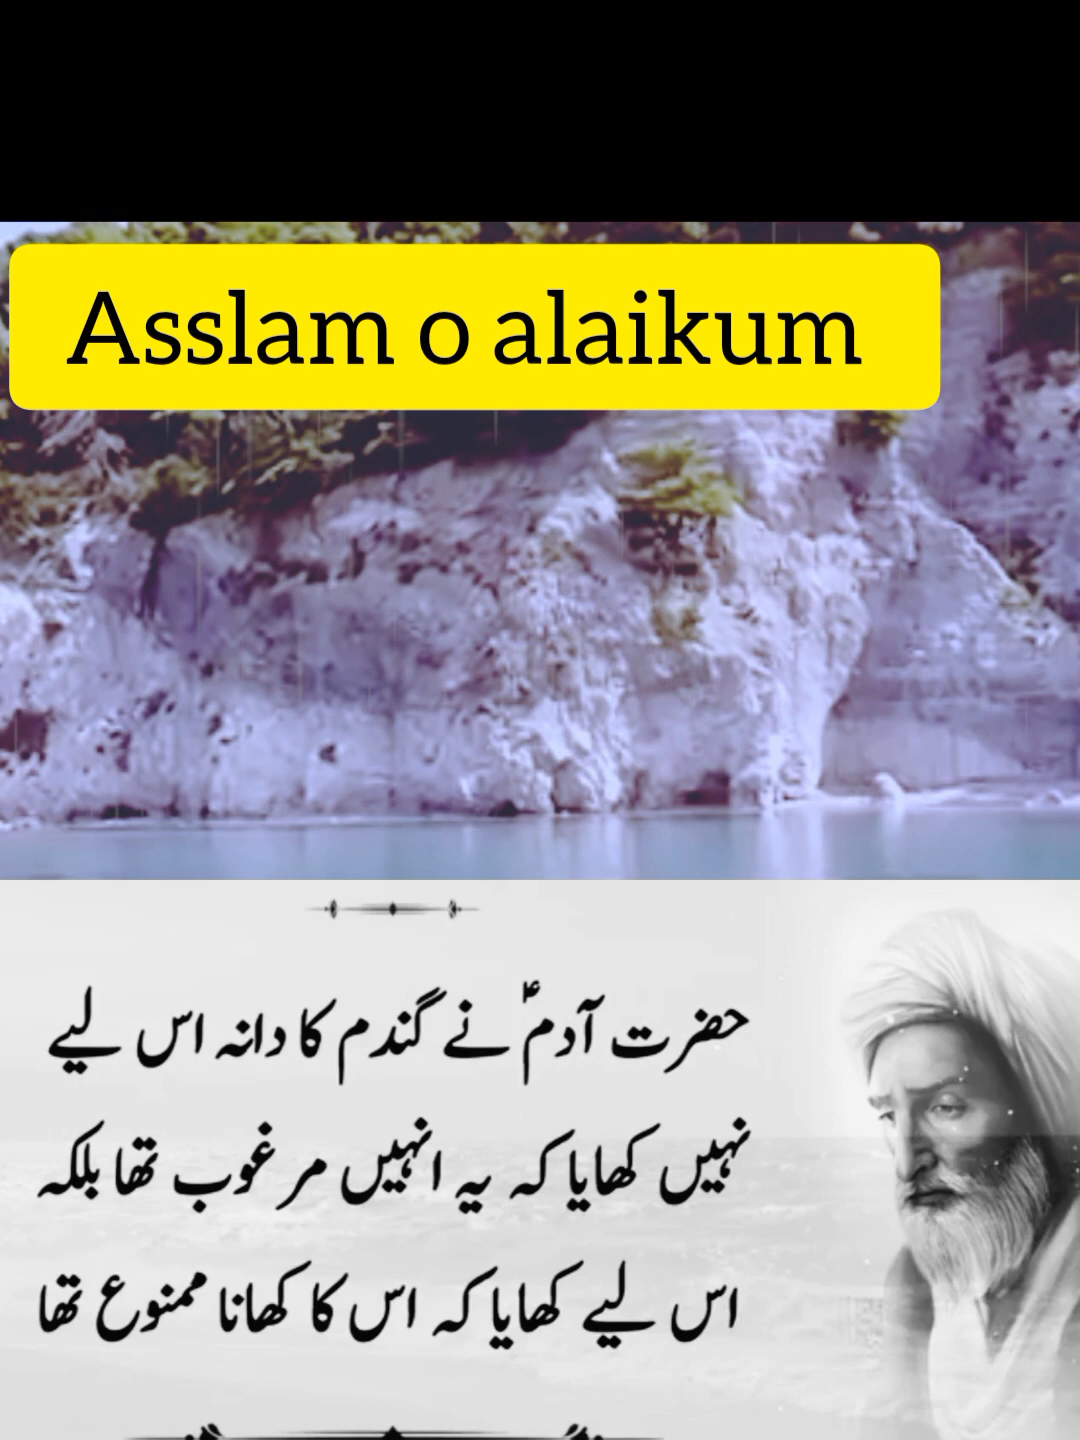 Asslam o alaikum
حضرت آدمؑ نے گندم کا دانہ اس لیے
نہیں کھایا کہ یہ انہیں مرغوب تھا بلکہ
اس لیے کھایا کہ اس کا کھانا ممنوع تھا